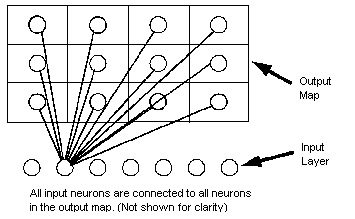 Output
Map
Input
Layer
All input neurons are connected to all neurons
in the output map. (Not shown for clarity)